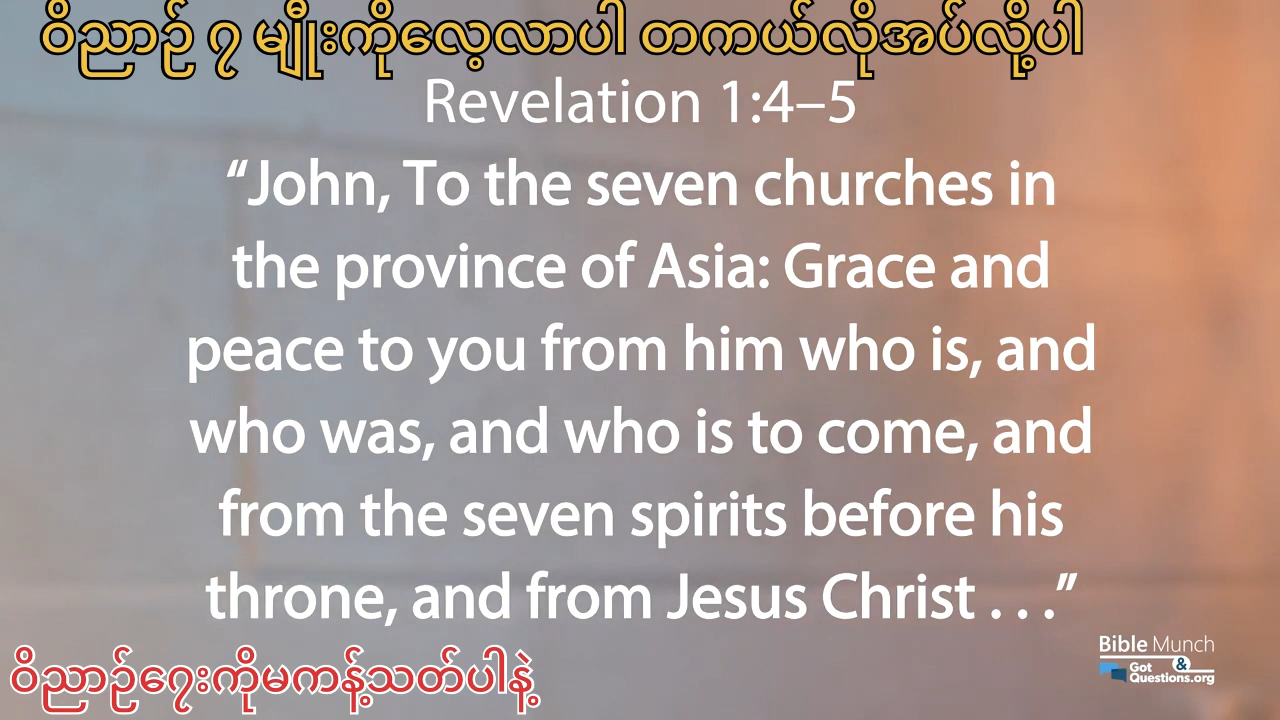 ဝိညာဉ် ၇ မျိုးကိုလေ့လာပါ တကယ်လိုအပ်လို့ပါ
Revelation 1:4–5
“John, To the seven churches in
the province of Asia: Grace and
peace to you from him who is, and
who was, and who is to come, and
from the seven spirits before his
throne, and from Jesus Christ . . .”
ဝိညာဉ်ဂေးကိုမကန့်သတ်ပါနဲ့
Bible Munch
&
Got
Questions.org